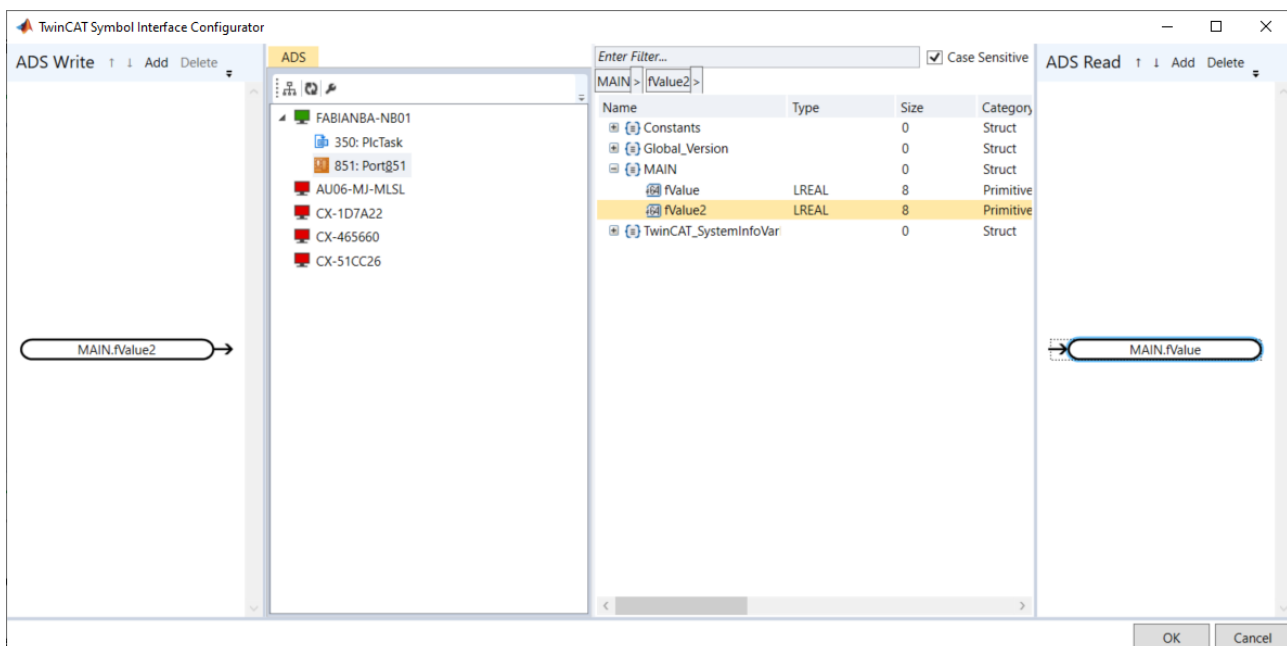 TwinCAT Symbol Interface Configurator
ADS Write ↑ ↓ Add Delete
MAIN.fValue2
ADS
FABIANBA-NB01
350: PlcTask
851: Port851
AU06-MJ-MLSL
CX-1D7A22
CX-465660
CX-51CC26
Enter Filter... Case Sensitive
MAIN > fValue2 >
Name Type Size Category
Constants 0 Struct
Global_Version 0 Struct
MAIN 0 Struct
fValue LREAL 8 Primitive
fValue2 LREAL 8 Primitive
TwinCAT_SystemInfoVar 0 Struct
ADS Read ↑ ↓ Add Delete
MAIN.fValue
OK Cancel